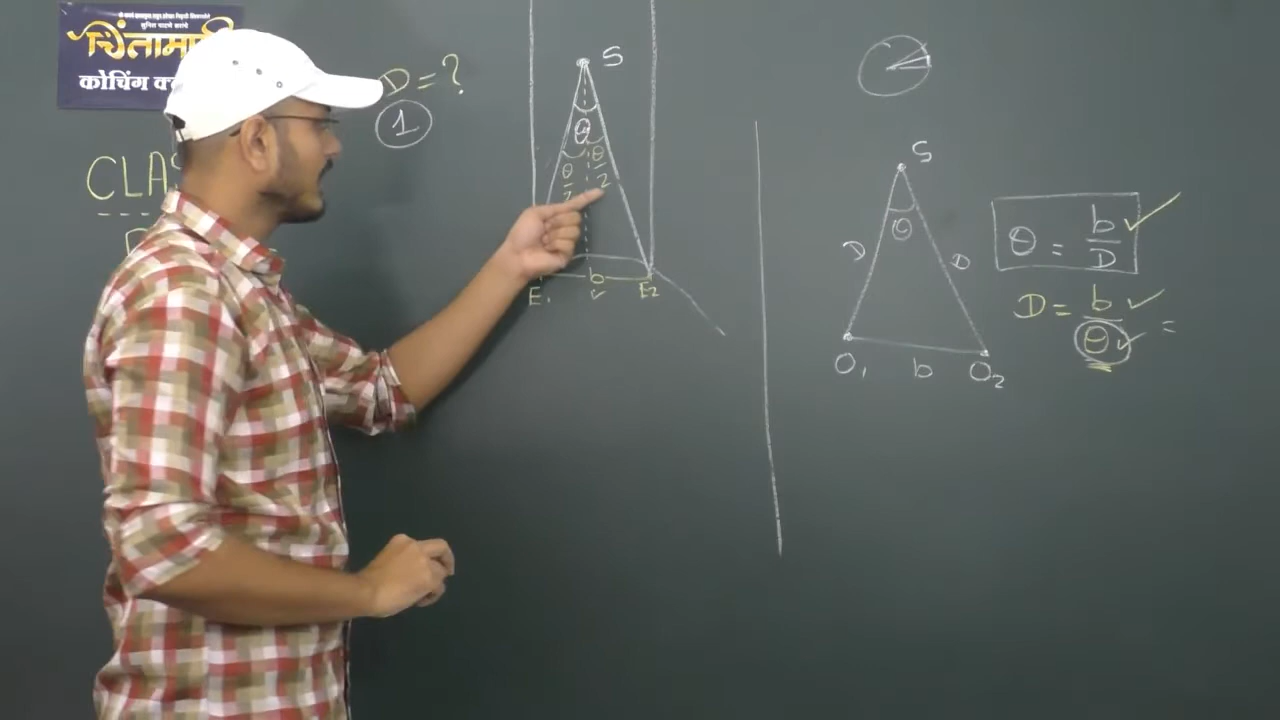 चिंतामणी
कोचिंग क्
D = ?
1
CLAS
S
θ
θ/2
θ/2
E₁ b E₂
S
θ
D D
O₁ b O₂
θ = b/D
D = b/θ =